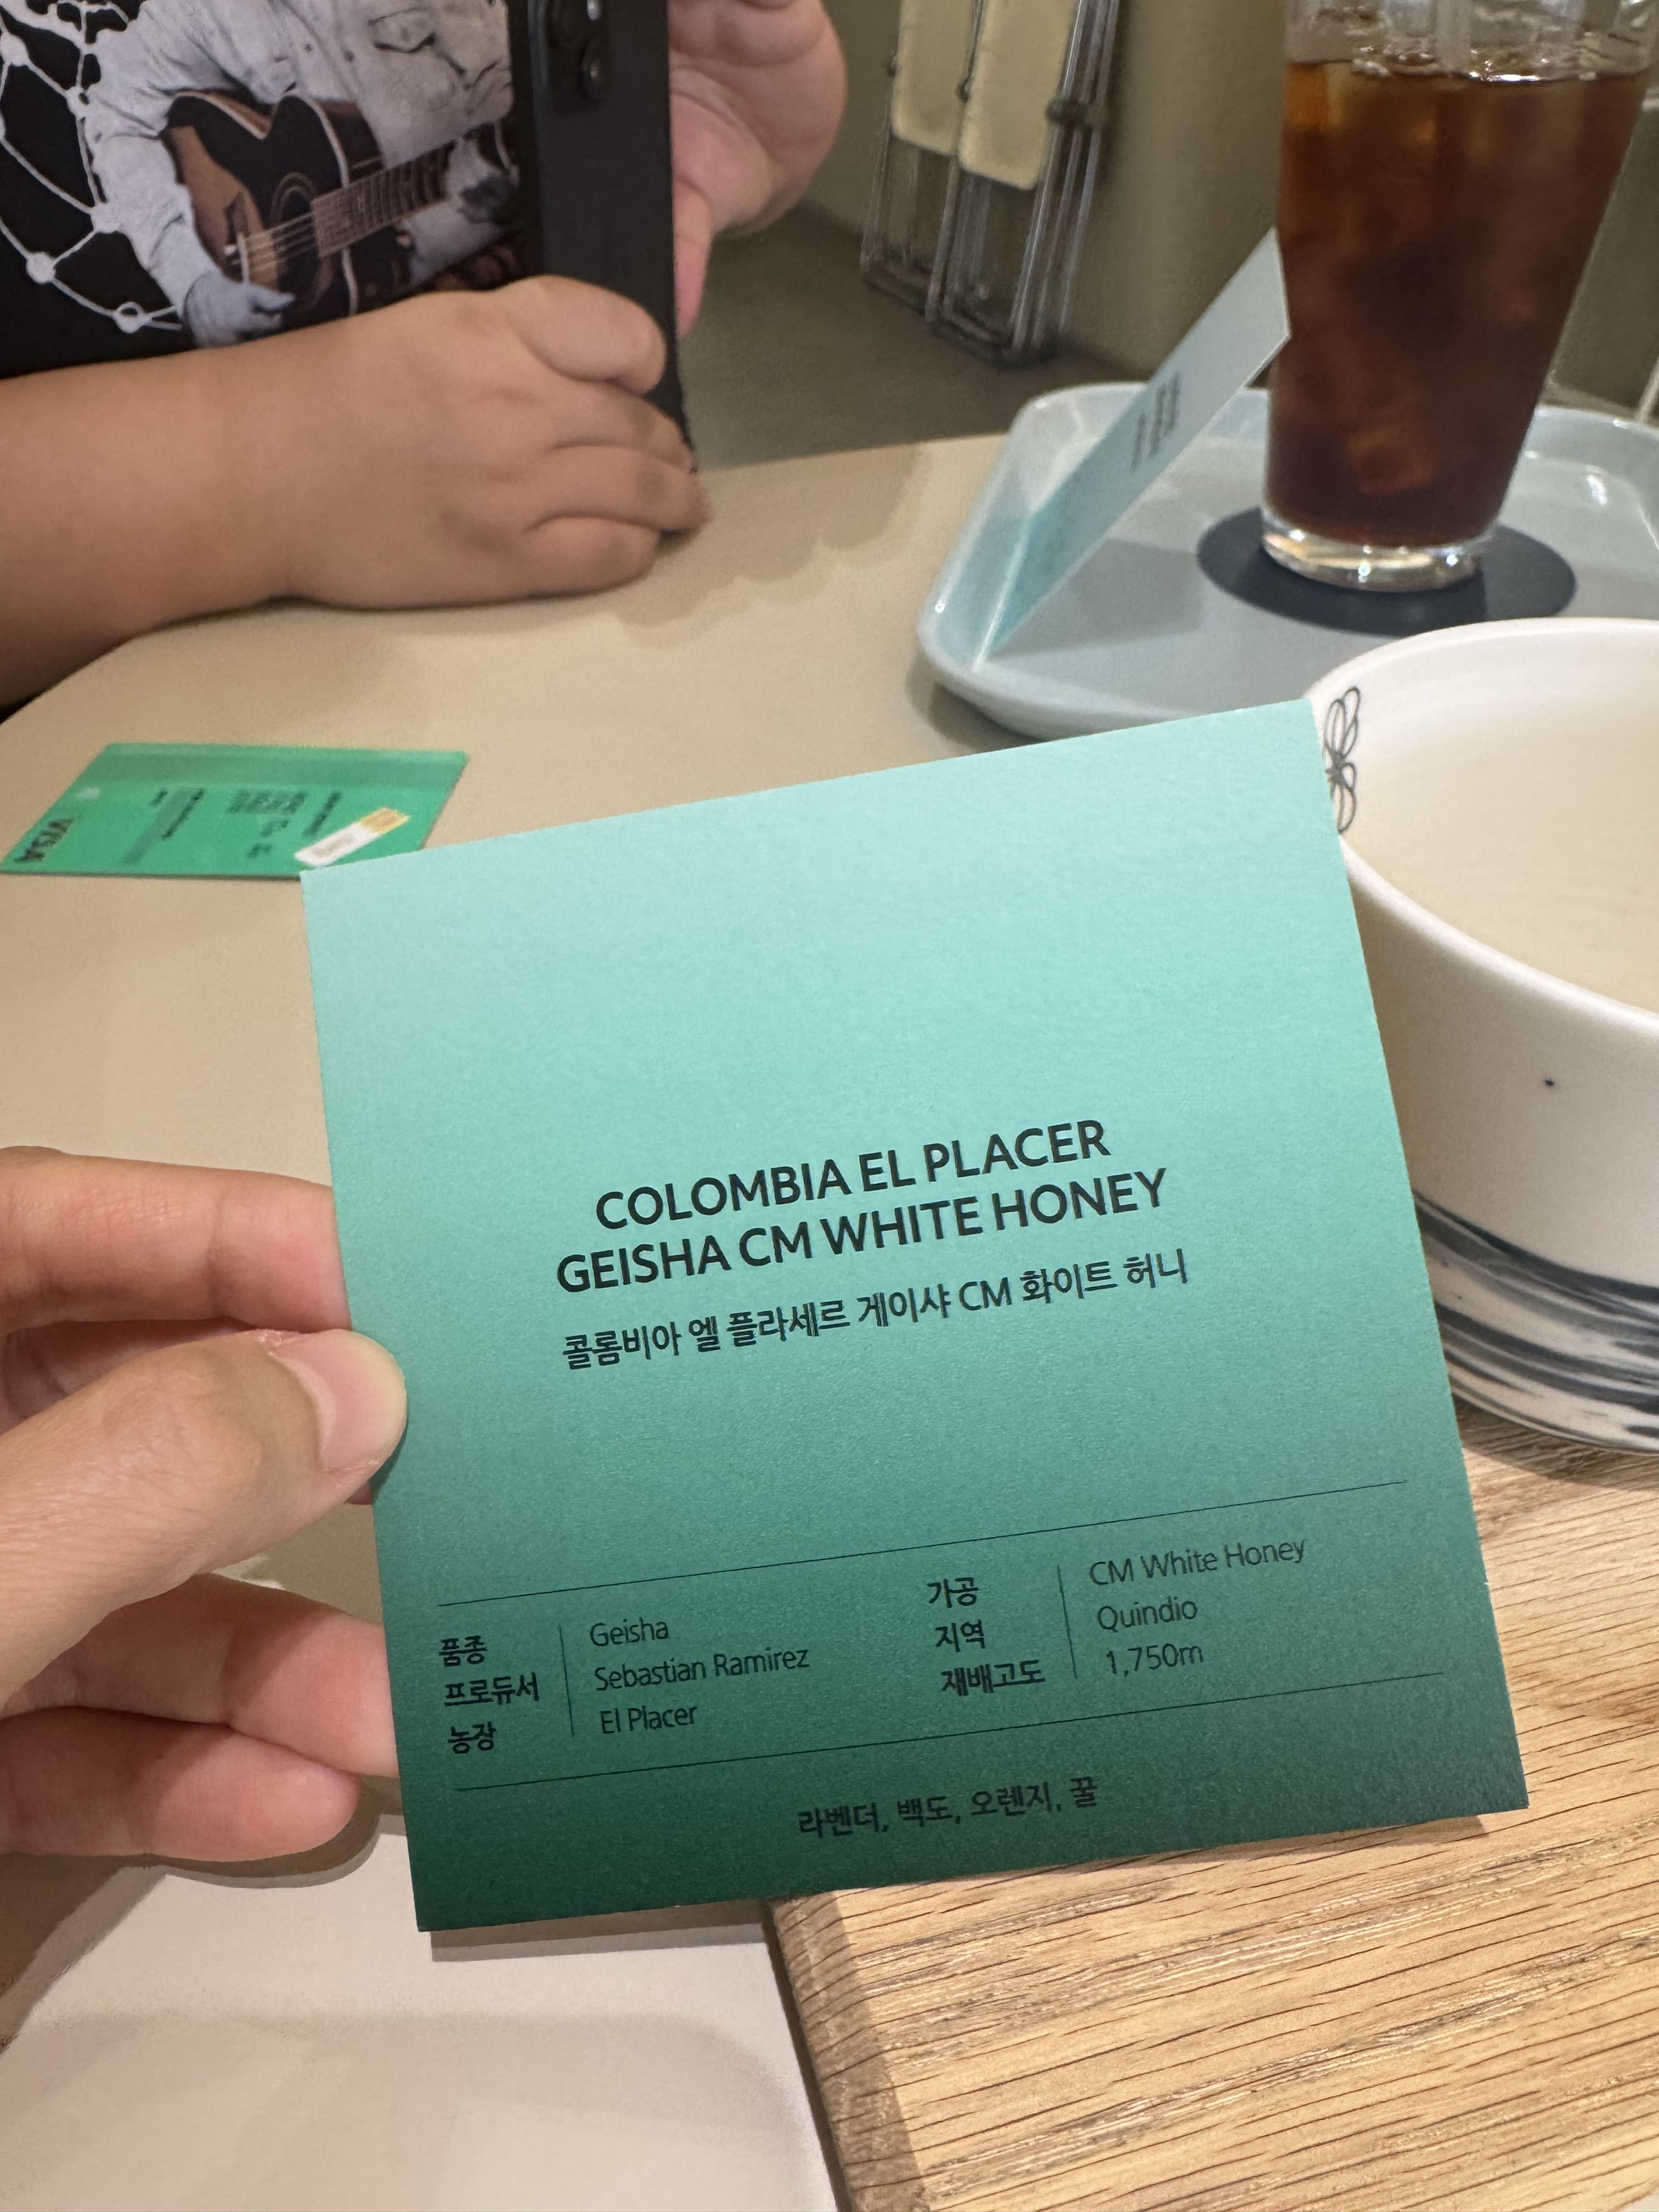 COLOMBIA EL PLACER
GEISHA CM WHITE HONEY
콜롬비아 엘 플라세르 게이샤 CM 화이트 허니
품종 Geisha
프로듀서 Sebastian Ramirez
농장 El Placer
가공 CM White Honey
지역 Quindio
재배고도 1,750m
라벤더, 백도, 오렌지, 꿀
VISA